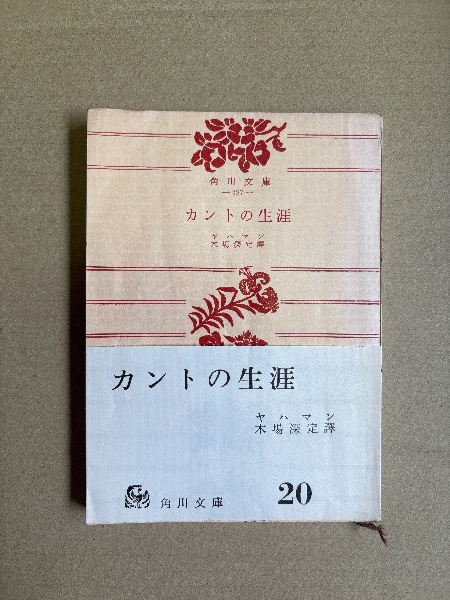 角川文庫
—427—
カントの生涯
ヤハマン
木場深定譯
カントの生涯
ヤハマン
木場深定譯
角川文庫
20